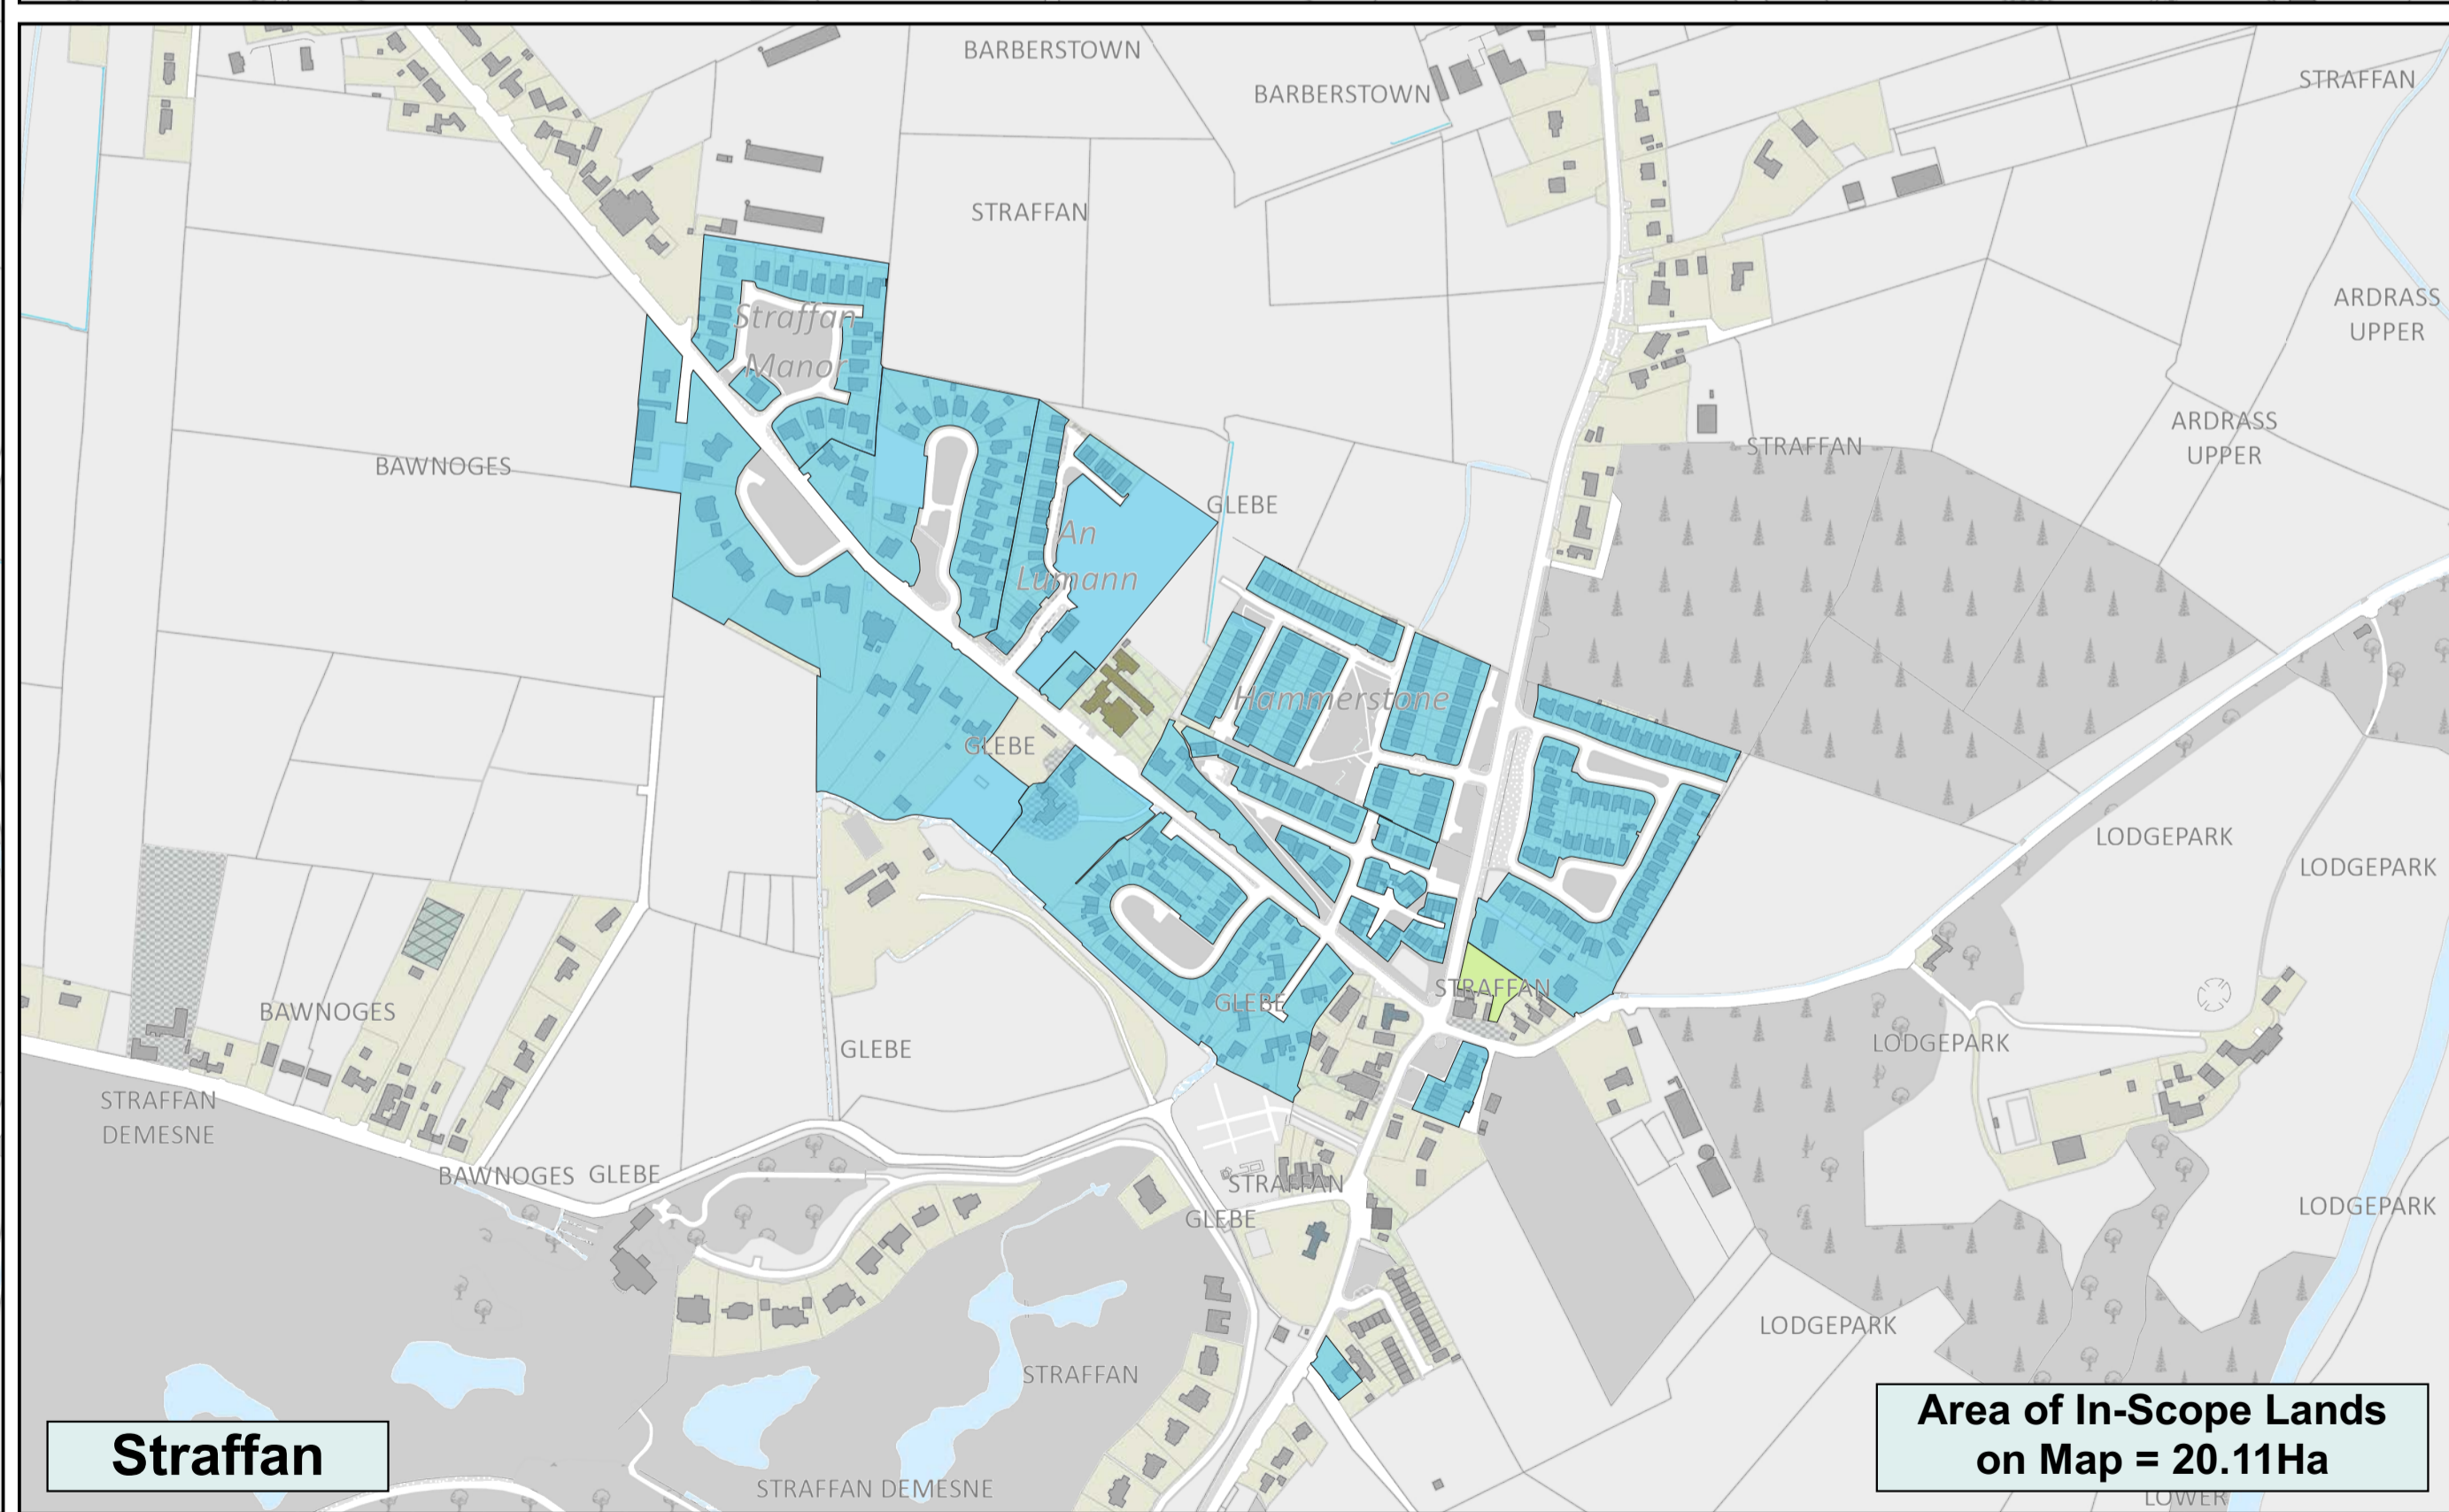 BARBERSTOWN
BARBERSTOWN
STRAFFAN
STRAFFAN
ARDRASS
UPPER
Straffan
Manor
ARDRASS
UPPER
STRAFFAN
BAWNOGES
GLEBE
An
Lumann
Hammerstone
GLEBE
LODGEPARK
LODGEPARK
STRAFFAN
GLEBE
BAWNOGES
GLEBE
LODGEPARK
STRAFFAN
DEMESNE
BAWNOGES
GLEBE
STRAFFAN
GLEBE
LODGEPARK
LODGEPARK
STRAFFAN
Straffan
STRAFFAN DEMESNE
Area of In-Scope Lands
on Map = 20.11Ha
LOWER